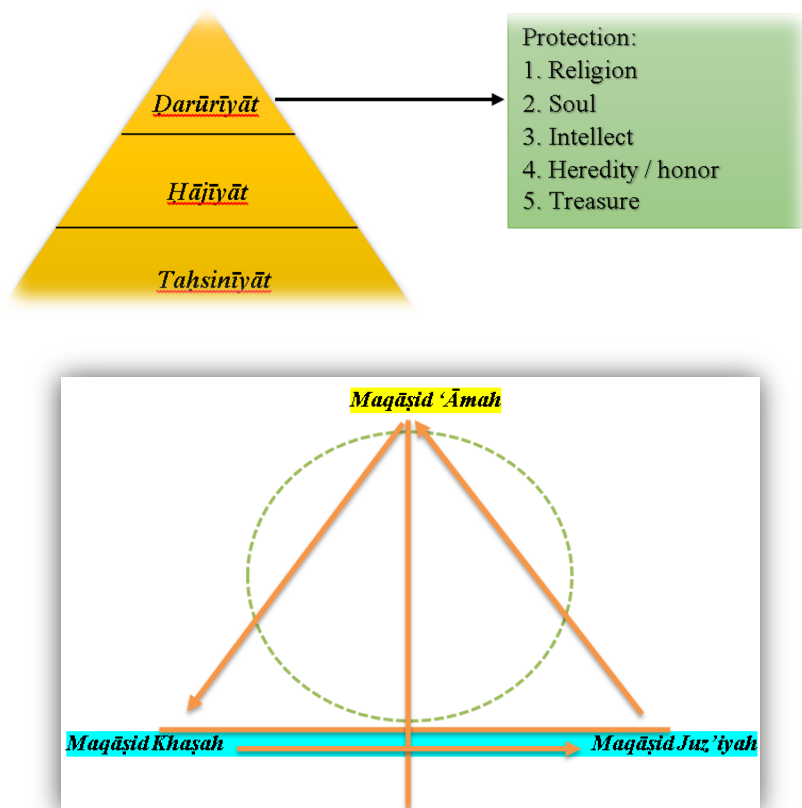 Ḍarūrīyāt
Ḥājīyāt
Taḥsinīyāt
Protection:
1. Religion
2. Soul
3. Intellect
4. Heredity / honor
5. Treasure
Maqāṣid ‘Āmah
Maqāṣid Khaṣah
Maqāṣid Juz’iyah